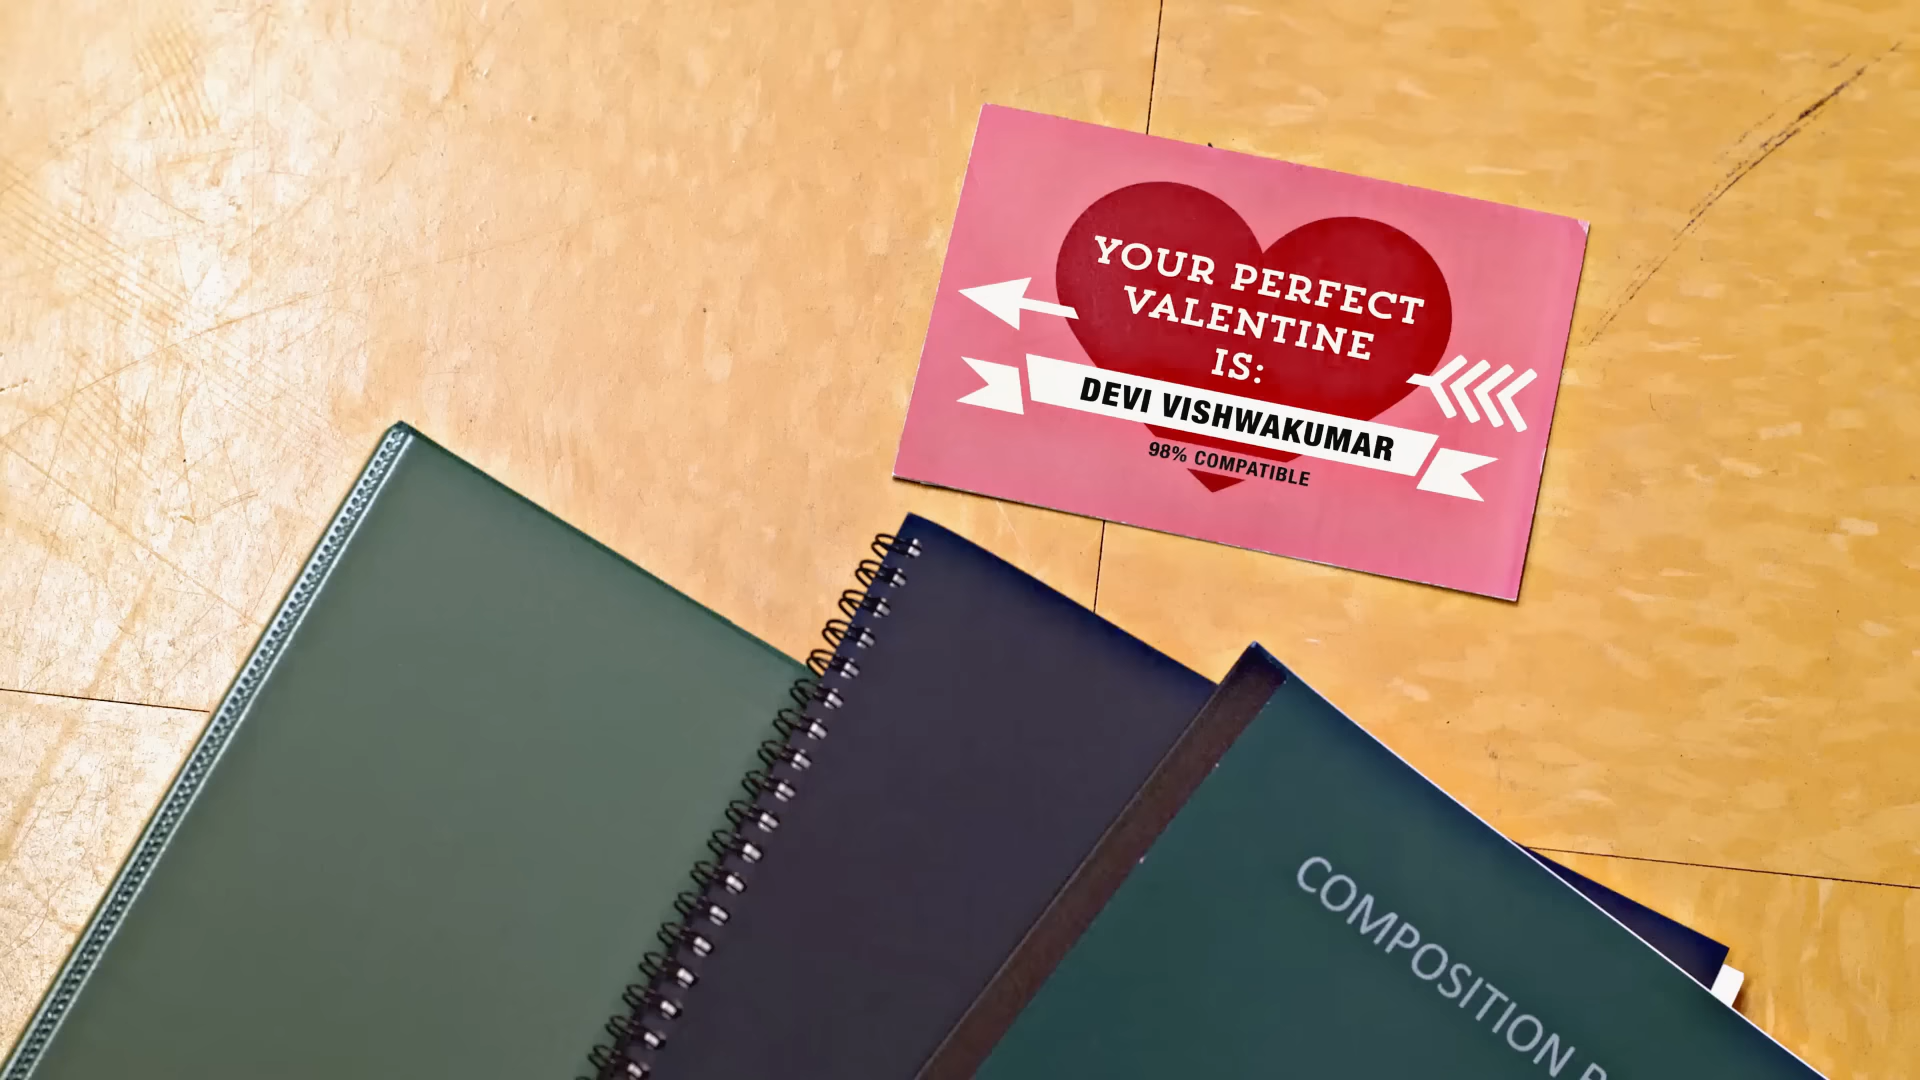 YOUR PERFECT
VALENTINE
IS:
DEVI VISHWAKUMAR
98% COMPATIBLE
COMPOSITION